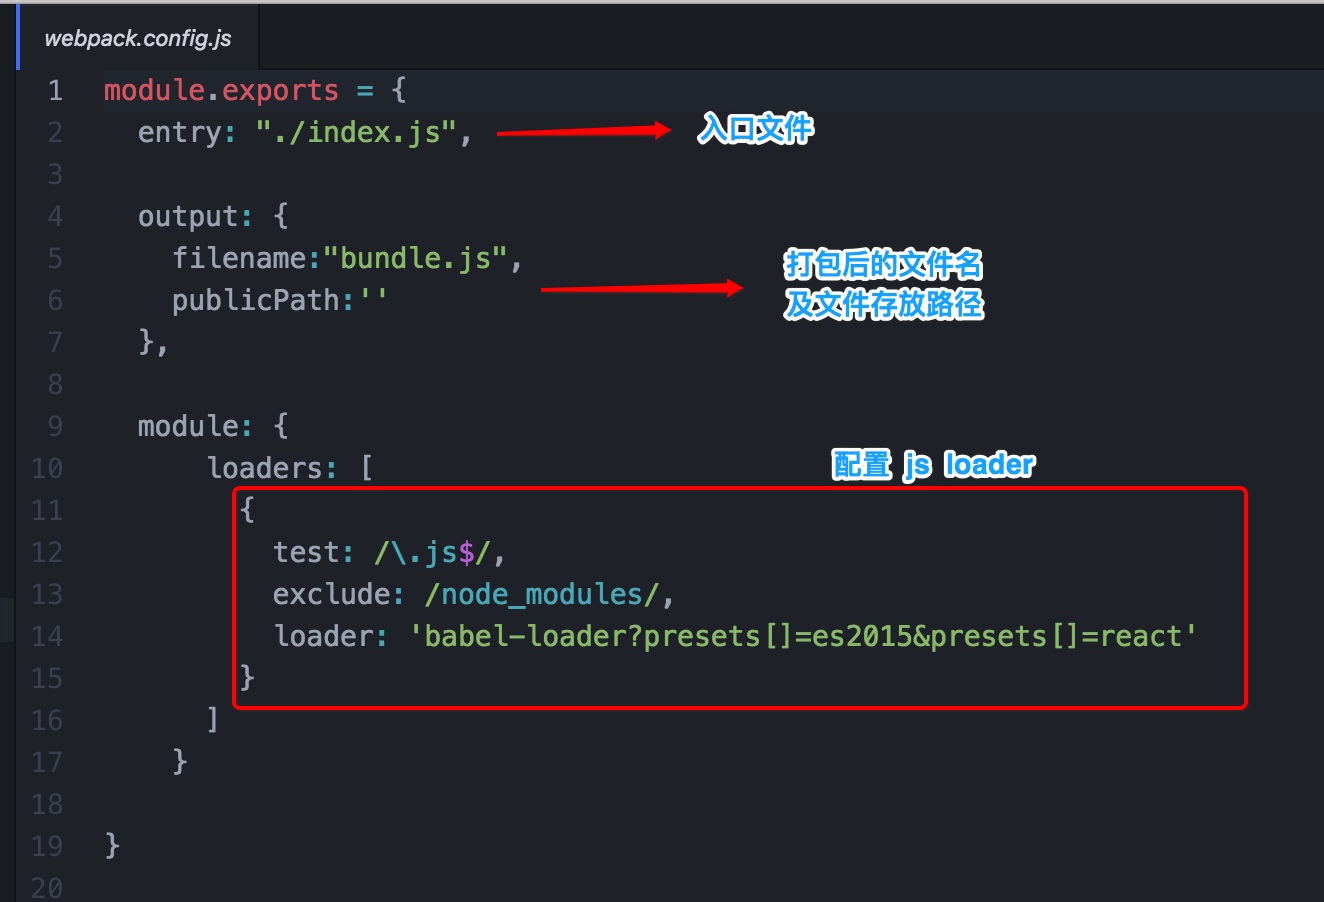 webpack.config.js
1 module.exports = {
2 entry: "./index.js",
入口文件
3
4 output: {
5 filename:"bundle.js",
打包后的文件名
6 publicPath:''
及文件存放路径
7 },
8
9 module: {
10 loaders: [
配置 js loader
11 {
12 test: /\.js$/,
13 exclude: /node_modules/,
14 loader: 'babel-loader?presets[]=es2015&presets[]=react'
15 }
16 ]
17 }
18
19 }
20